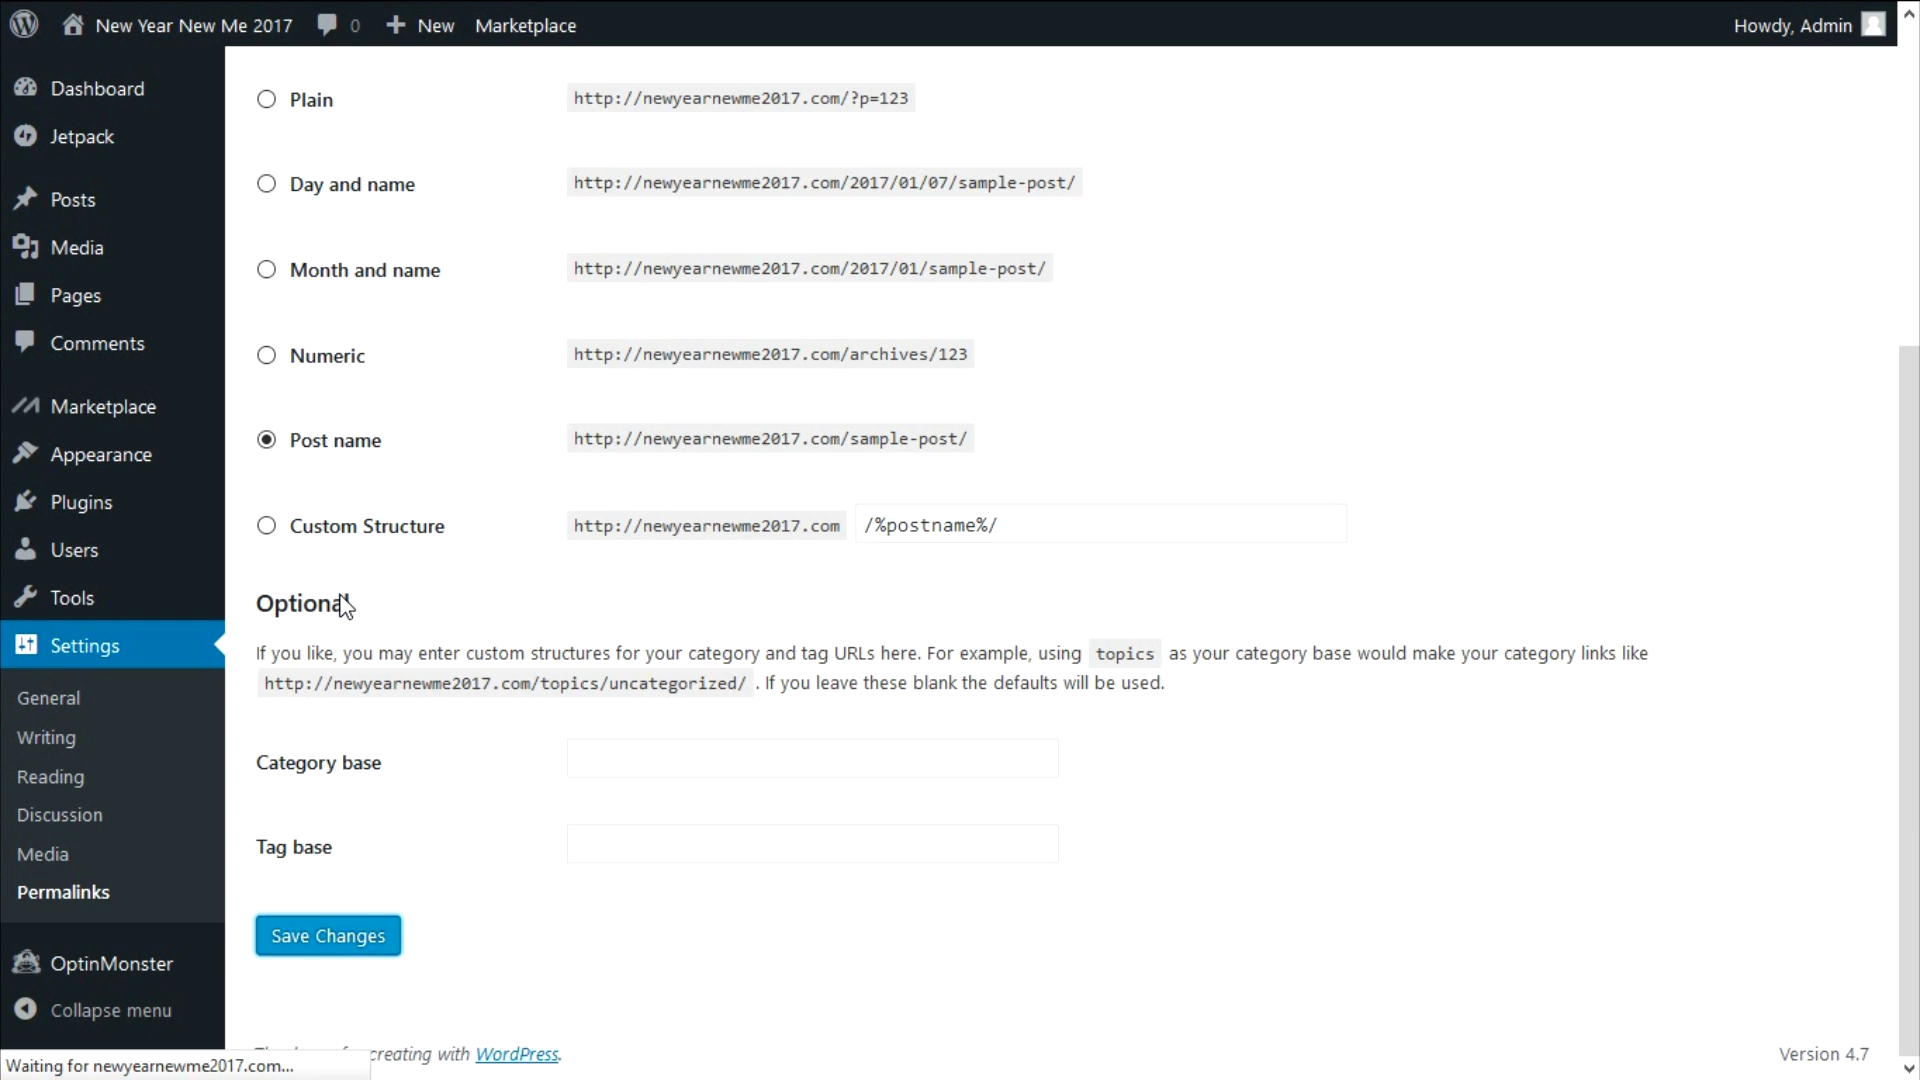 New Year New Me 2017 0 New Marketplace Howdy, Admin
Dashboard
Jetpack
Posts
Media
Pages
Comments
Marketplace
Appearance
Plugins
Users
Tools
Settings
General
Writing
Reading
Discussion
Media
Permalinks
OptinMonster
Collapse menu
Plain http://newyearnewme2017.com/?p=123
Day and name http://newyearnewme2017.com/2017/01/07/sample-post/
Month and name http://newyearnewme2017.com/2017/01/sample-post/
Numeric http://newyearnewme2017.com/archives/123
Post name http://newyearnewme2017.com/sample-post/
Custom Structure http://newyearnewme2017.com /%postname%/
Optional
If you like, you may enter custom structures for your category and tag URLs here. For example, using topics as your category base would make your category links like
http://newyearnewme2017.com/topics/uncategorized/ . If you leave these blank the defaults will be used.
Category base
Tag base
Save Changes
creating with WordPress.
Version 4.7
Waiting for newyearnewme2017.com...